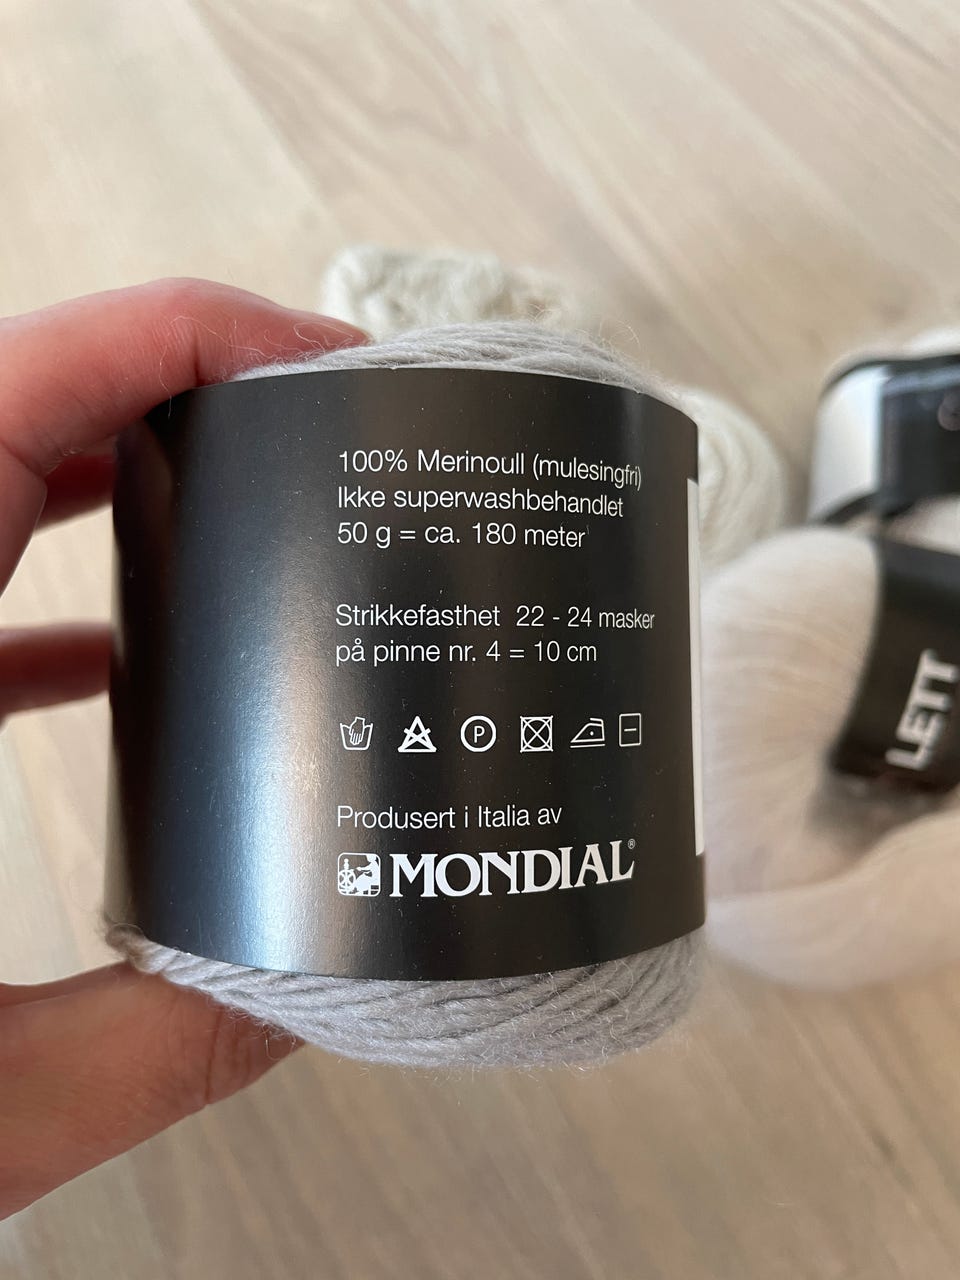 100% Merinoull (mulesingfri)
Ikke superwashbehandlet
50 g = ca. 180 meter
Strikkefasthet 22 - 24 masker
på pinne nr. 4 = 10 cm
P
Produsert i Italia av
MONDIAL®
LETT